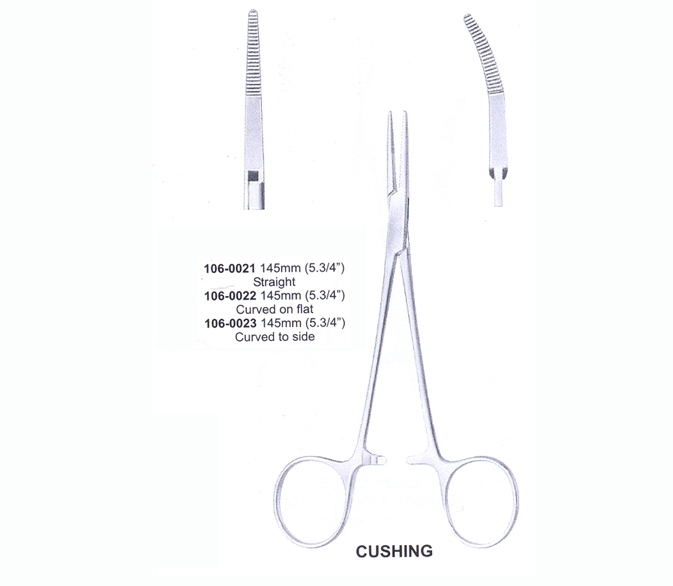 106-0021 145mm (5.3/4”)
Straight
106-0022 145mm (5.3/4”)
Curved on flat
106-0023 145mm (5.3/4”)
Curved to side
CUSHING